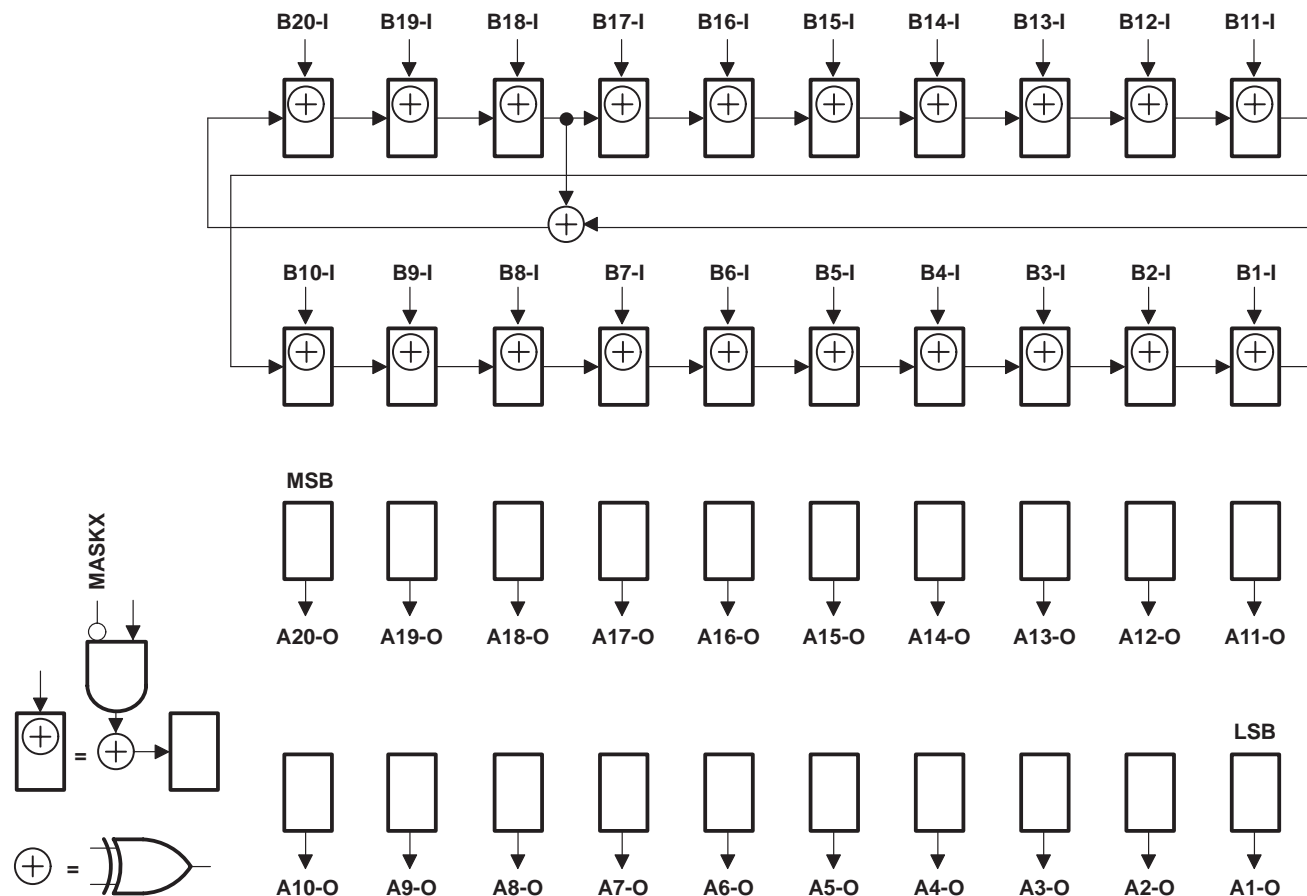 B20-I B19-I B18-I B17-I B16-I B15-I B14-I B13-I B12-I B11-I
B10-I B9-I B8-I B7-I B6-I B5-I B4-I B3-I B2-I B1-I
MSB
MASKX
A20-O A19-O A18-O A17-O A16-O A15-O A14-O A13-O A12-O A11-O
=
LSB
=
A10-O A9-O A8-O A7-O A6-O A5-O A4-O A3-O A2-O A1-O